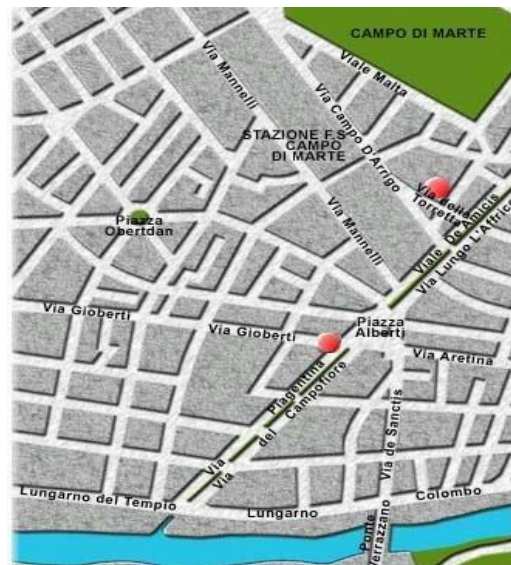 CAMPO DI MARTE
Via Mannelli
Viale Malta
Via Campo D'Arrigo
STAZIONE F.S
CAMPO
DI MARTE
Via della
Torretta
Via Mannelli
Viale De Amicis
Via Lungo L'Affrico
Piazza
Obertdan
Via Gioberti
Via Gioberti
Piazza
Alberti
Via Aretina
Via Piagentina
Via del Campofiore
Via de Sanctis
Lungarno del Tempio
Lungarno
Colombo
Ponte
Verrazzano